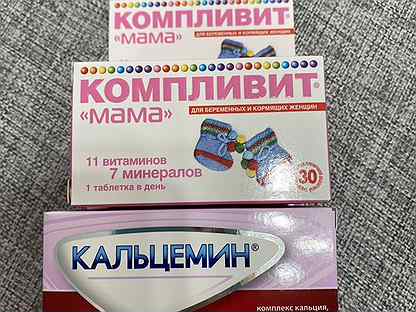 КОМПЛИВИТ®
«мама»
ДЛЯ БЕРЕМЕННЫХ И КОРМЯЩИХ ЖЕНЩИН
КОМПЛИВИТ®
«мама»
ДЛЯ БЕРЕМЕННЫХ И КОРМЯЩИХ ЖЕНЩИН
11 витаминов
7 минералов
1 таблетка в день
30
КАЛЬЦЕМИН®
комплекс кальция,